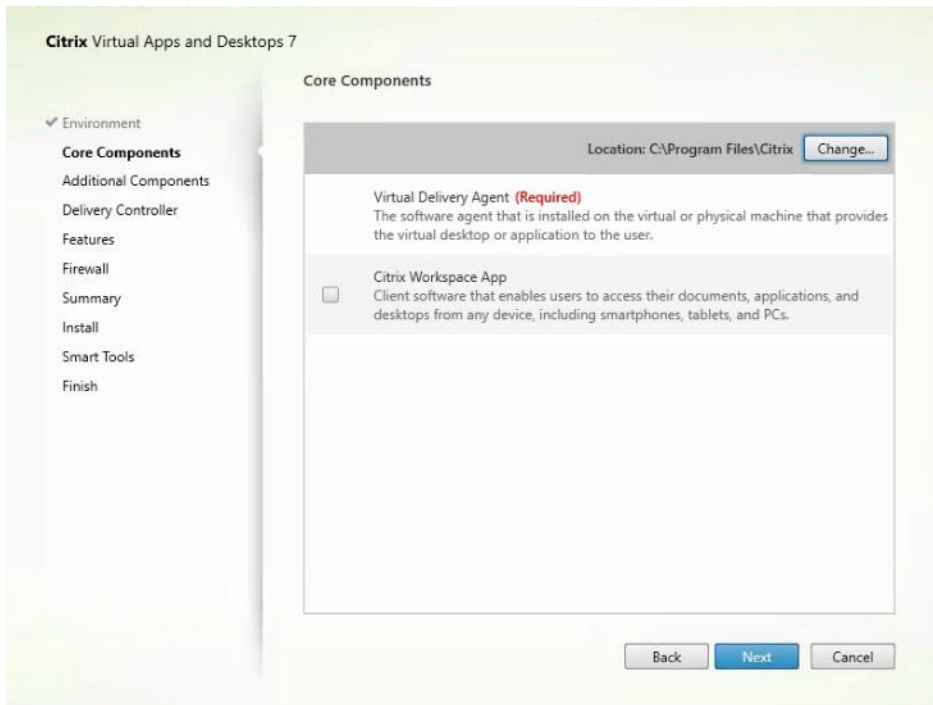 Citrix Virtual Apps and Desktops 7
Core Components
Environment
Core Components
Additional Components
Delivery Controller
Features
Firewall
Summary
Install
Smart Tools
Finish
Location: C:\Program Files\Citrix Change...
Virtual Delivery Agent (Required)
The software agent that is installed on the virtual or physical machine that provides
the virtual desktop or application to the user.
Citrix Workspace App
Client software that enables users to access their documents, applications, and
desktops from any device, including smartphones, tablets, and PCs.
Back Next Cancel